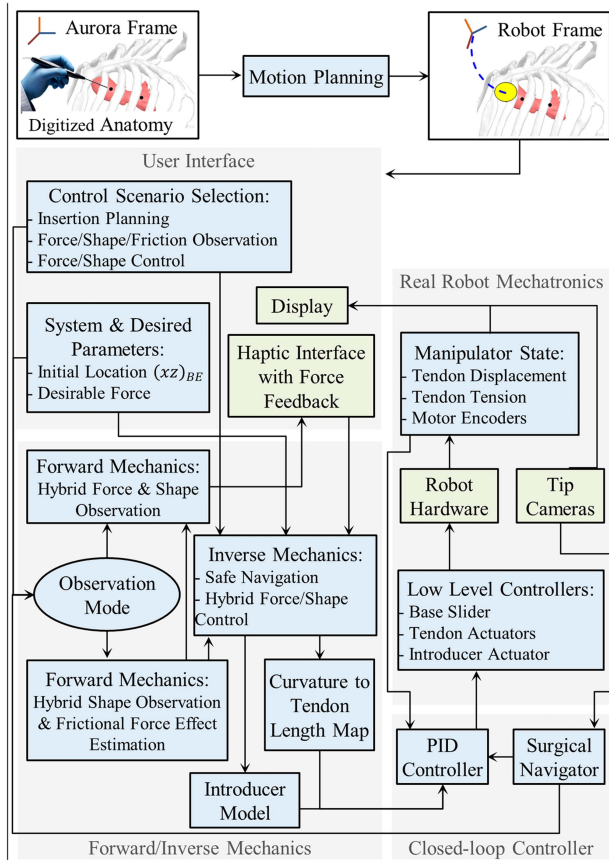 Aurora Frame
Digitized Anatomy
Motion Planning
Robot Frame
User Interface
Control Scenario Selection:
- Insertion Planning
- Force/Shape/Friction Observation
- Force/Shape Control
System & Desired
Parameters:
- Initial Location (xz)BE
- Desirable Force
Display
Haptic Interface
with Force
Feedback
Real Robot Mechatronics
Manipulator State:
- Tendon Displacement
- Tendon Tension
- Motor Encoders
Forward Mechanics:
Hybrid Force & Shape
Observation
Robot
Hardware
Tip
Cameras
Observation
Mode
Inverse Mechanics:
- Safe Navigation
- Hybrid Force/Shape
Control
Low Level Controllers:
- Base Slider
- Tendon Actuators
- Introducer Actuator
Forward Mechanics:
Hybrid Shape Observation
& Frictional Force Effect
Estimation
Curvature to
Tendon
Length Map
PID
Controller
Surgical
Navigator
Introducer
Model
Forward/Inverse Mechanics
Closed-loop Controller